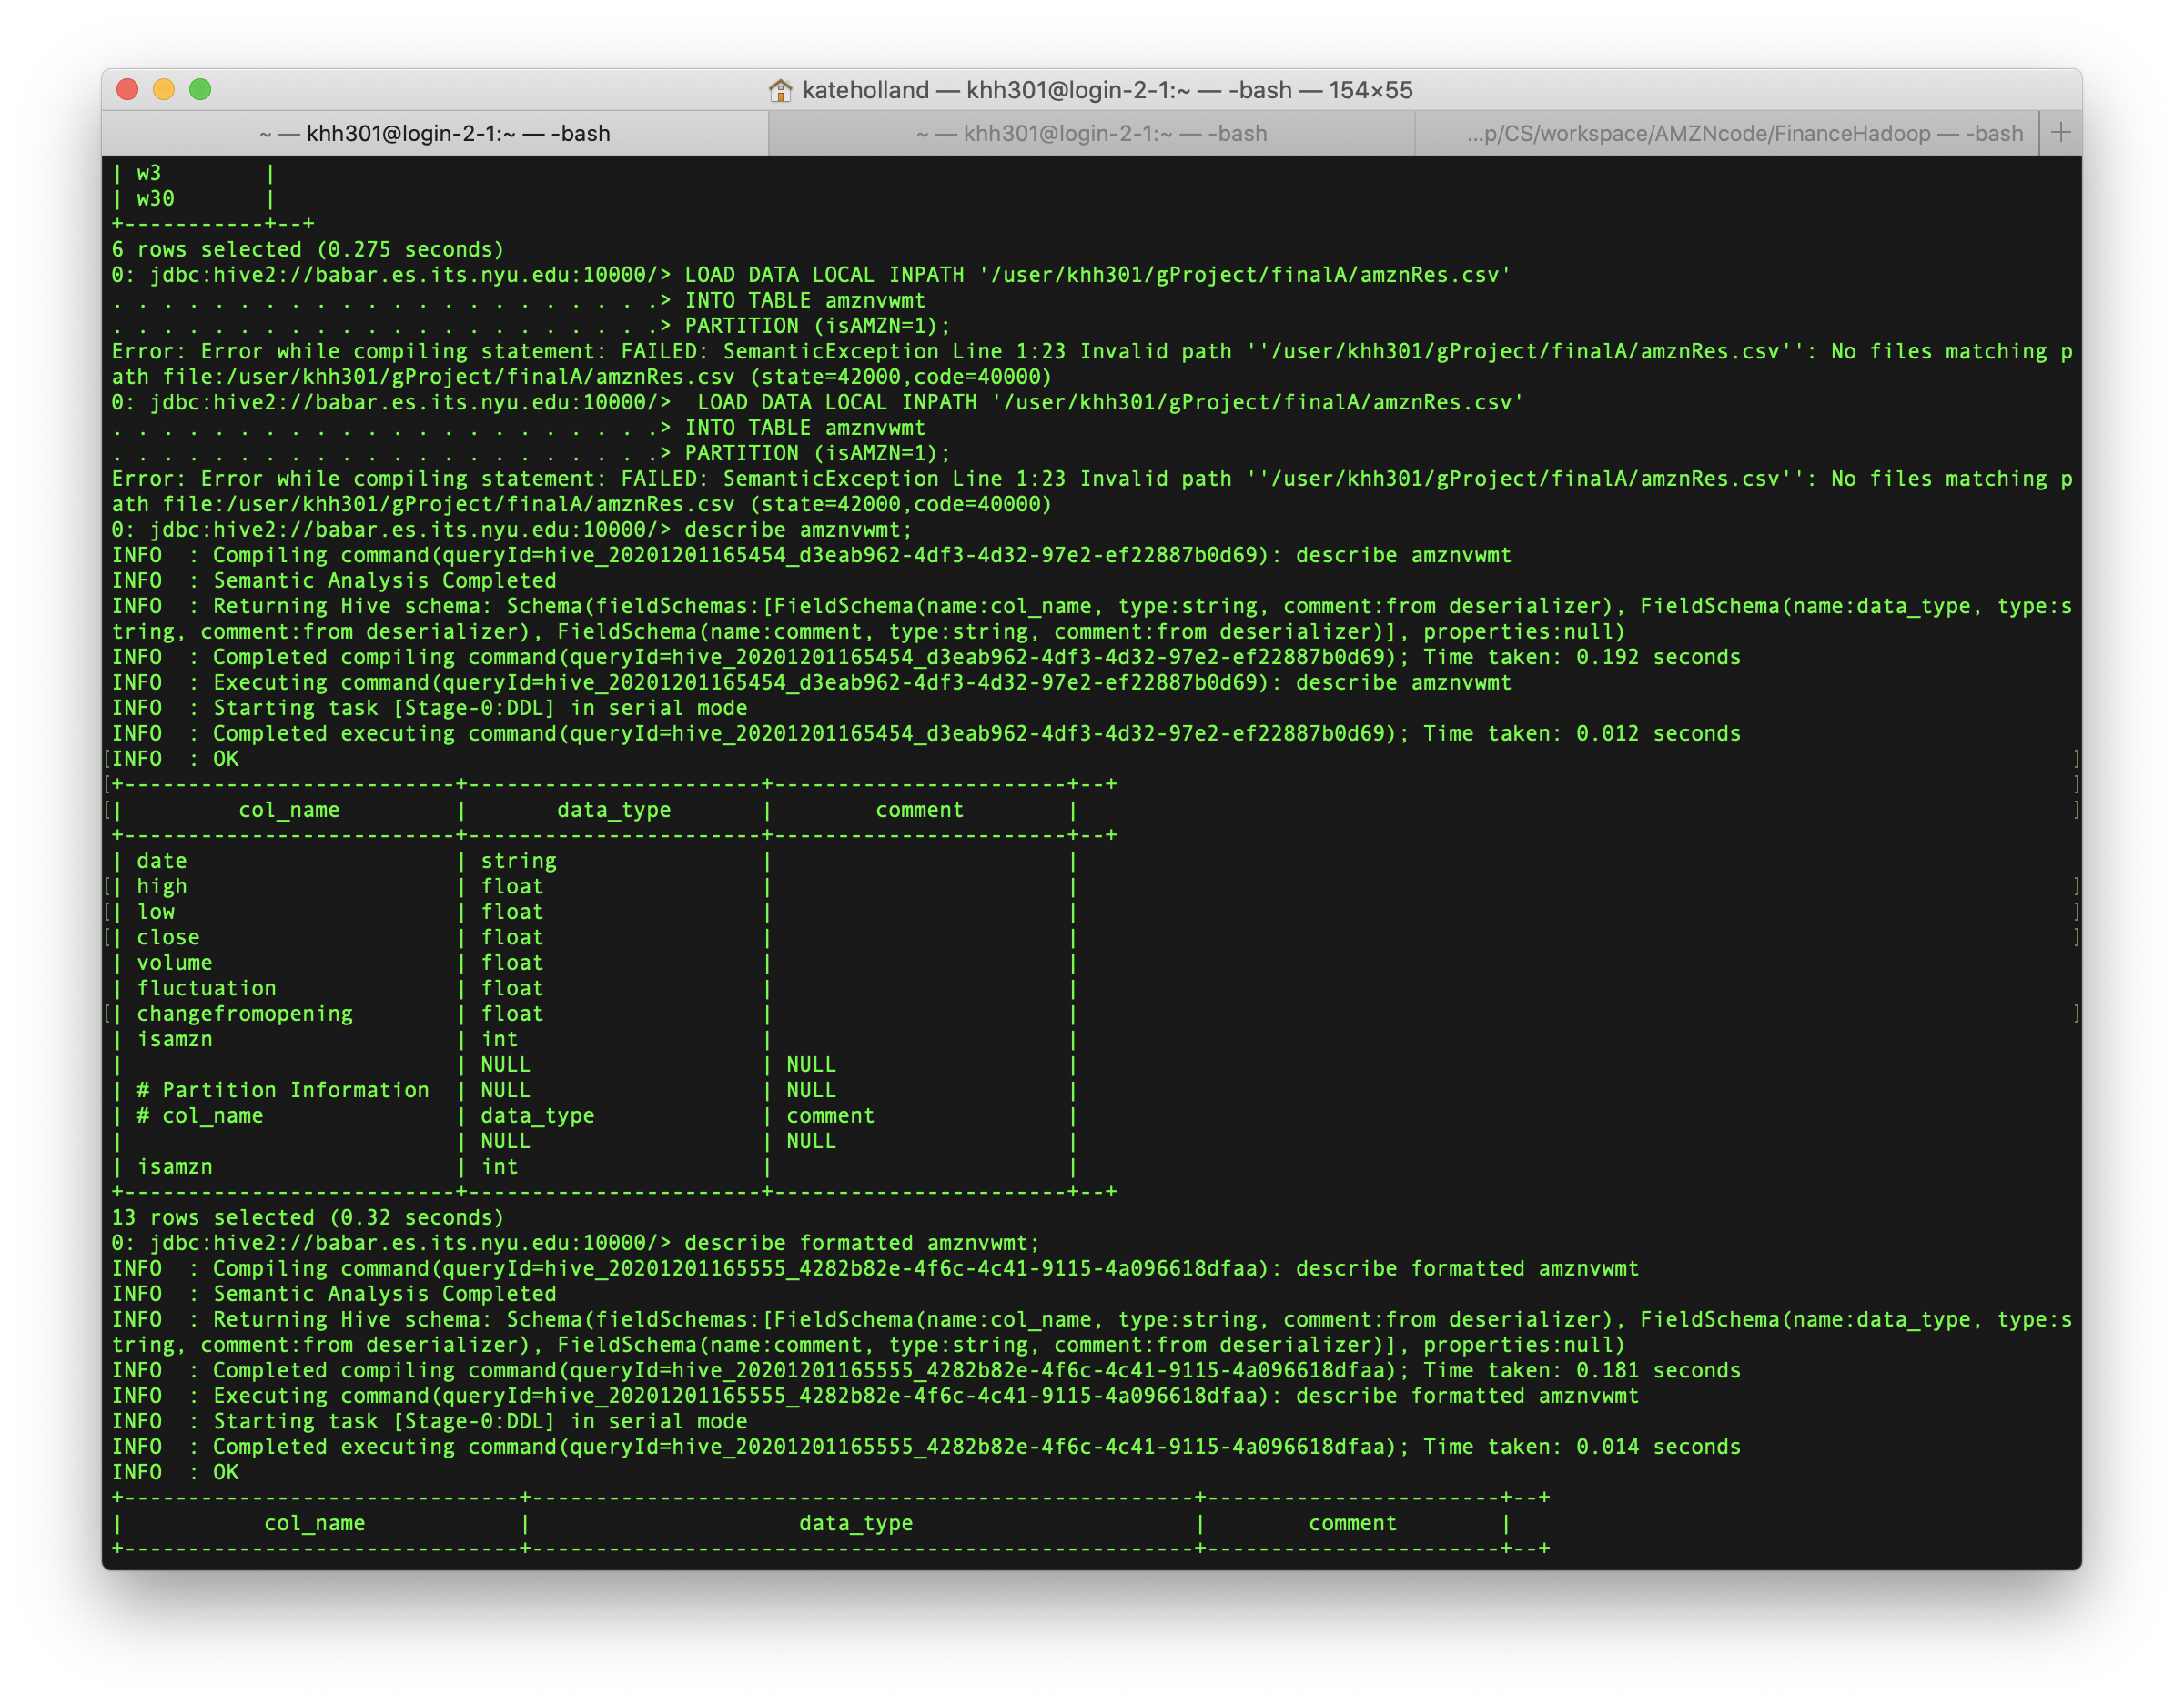 kateholland — khh301@login-2-1:~ — -bash — 154×55
~ — khh301@login-2-1:~ — -bash
~ — khh301@login-2-1:~ — -bash
...p/CS/workspace/AMZNcode/FinanceHadoop — -bash
| w3        |
| w30       |
+-----------+--+
6 rows selected (0.275 seconds)
0: jdbc:hive2://babar.es.its.nyu.edu:10000/> LOAD DATA LOCAL INPATH '/user/khh301/gProject/finalA/amznRes.csv'
. . . . . . . . . . . . . . . . . . . . . .> INTO TABLE amznvwmt
. . . . . . . . . . . . . . . . . . . . . .> PARTITION (isAMZN=1);
Error: Error while compiling statement: FAILED: SemanticException Line 1:23 Invalid path ''/user/khh301/gProject/finalA/amznRes.csv'': No files matching p
ath file:/user/khh301/gProject/finalA/amznRes.csv (state=42000,code=40000)
0: jdbc:hive2://babar.es.its.nyu.edu:10000/>  LOAD DATA LOCAL INPATH '/user/khh301/gProject/finalA/amznRes.csv'
. . . . . . . . . . . . . . . . . . . . . .> INTO TABLE amznvwmt
. . . . . . . . . . . . . . . . . . . . . .> PARTITION (isAMZN=1);
Error: Error while compiling statement: FAILED: SemanticException Line 1:23 Invalid path ''/user/khh301/gProject/finalA/amznRes.csv'': No files matching p
ath file:/user/khh301/gProject/finalA/amznRes.csv (state=42000,code=40000)
0: jdbc:hive2://babar.es.its.nyu.edu:10000/> describe amznvwmt;
INFO  : Compiling command(queryId=hive_20201201165454_d3eab962-4df3-4d32-97e2-ef22887b0d69): describe amznvwmt
INFO  : Semantic Analysis Completed
INFO  : Returning Hive schema: Schema(fieldSchemas:[FieldSchema(name:col_name, type:string, comment:from deserializer), FieldSchema(name:data_type, type:s
tring, comment:from deserializer), FieldSchema(name:comment, type:string, comment:from deserializer)], properties:null)
INFO  : Completed compiling command(queryId=hive_20201201165454_d3eab962-4df3-4d32-97e2-ef22887b0d69); Time taken: 0.192 seconds
INFO  : Executing command(queryId=hive_20201201165454_d3eab962-4df3-4d32-97e2-ef22887b0d69): describe amznvwmt
INFO  : Starting task [Stage-0:DDL] in serial mode
INFO  : Completed executing command(queryId=hive_20201201165454_d3eab962-4df3-4d32-97e2-ef22887b0d69); Time taken: 0.012 seconds
INFO  : OK
+--------------------------+-----------------------+-----------------------+--+
|         col_name         |       data_type       |        comment        |
+--------------------------+-----------------------+-----------------------+--+
| date                     | string                |                       |
| high                     | float                 |                       |
| low                      | float                 |                       |
| close                    | float                 |                       |
| volume                   | float                 |                       |
| fluctuation              | float                 |                       |
| changefromopening        | float                 |                       |
| isamzn                   | int                   |                       |
|                          | NULL                  | NULL                  |
| # Partition Information  | NULL                  | NULL                  |
| # col_name               | data_type             | comment               |
|                          | NULL                  | NULL                  |
| isamzn                   | int                   |                       |
+--------------------------+-----------------------+-----------------------+--+
13 rows selected (0.32 seconds)
0: jdbc:hive2://babar.es.its.nyu.edu:10000/> describe formatted amznvwmt;
INFO  : Compiling command(queryId=hive_20201201165555_4282b82e-4f6c-4c41-9115-4a096618dfaa): describe formatted amznvwmt
INFO  : Semantic Analysis Completed
INFO  : Returning Hive schema: Schema(fieldSchemas:[FieldSchema(name:col_name, type:string, comment:from deserializer), FieldSchema(name:data_type, type:s
tring, comment:from deserializer), FieldSchema(name:comment, type:string, comment:from deserializer)], properties:null)
INFO  : Completed compiling command(queryId=hive_20201201165555_4282b82e-4f6c-4c41-9115-4a096618dfaa); Time taken: 0.181 seconds
INFO  : Executing command(queryId=hive_20201201165555_4282b82e-4f6c-4c41-9115-4a096618dfaa): describe formatted amznvwmt
INFO  : Starting task [Stage-0:DDL] in serial mode
INFO  : Completed executing command(queryId=hive_20201201165555_4282b82e-4f6c-4c41-9115-4a096618dfaa); Time taken: 0.014 seconds
INFO  : OK
+-------------------------------+----------------------------------------------------+-----------------------+--+
|           col_name            |                     data_type                      |        comment        |
+-------------------------------+----------------------------------------------------+-----------------------+--+